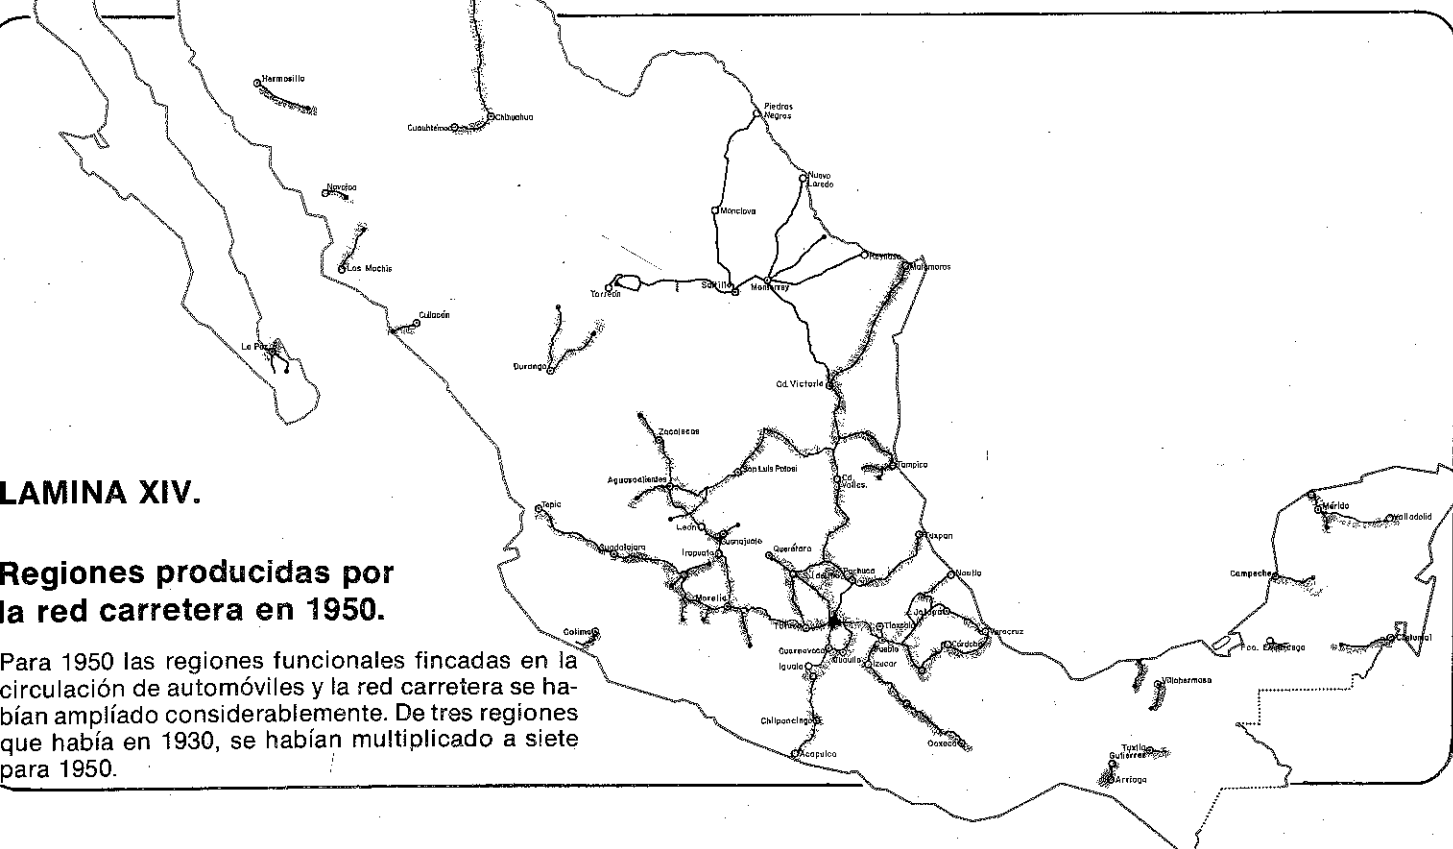 Hermosillo
Cuauhtémoc
Chihuahua
Piedras
Negras
Navojoa
Nuevo
Laredo
Monclova
Los Mochis
Reynosa
Matamoros
Torreón
Saltillo
Monterrey
Culiacán
La Paz
Durango
Cd. Victoria
Zacatecas
San Luis Potosí
Tampico
Aguascalientes
Cd.
Valles.
LAMINA XIV.
Tepic
León
Mérida
Valladolid
Guanajuato
Guadalajara
Irapuato
Querétaro
Tuxpan
Pachuca
Nautla
Campeche
Regiones producidas por
la red carretera en 1950.
Morelia
Jalapa
Toluca
Tlaxcala
Veracruz
Colima
Puebla
Córdoba
Chetumal
Cuernavaca
Cuautla
Iguala
Izucar
Villahermosa
Chilpancingo
Oaxaca
Acapulco
Tuxtla
Gutierres
Arriaga
Para 1950 las regiones funcionales fincadas en la
circulación de automóviles y la red carretera se ha-
bían amplíado considerablemente. De tres regiones
que había en 1930, se habían multiplicado a siete
para 1950.